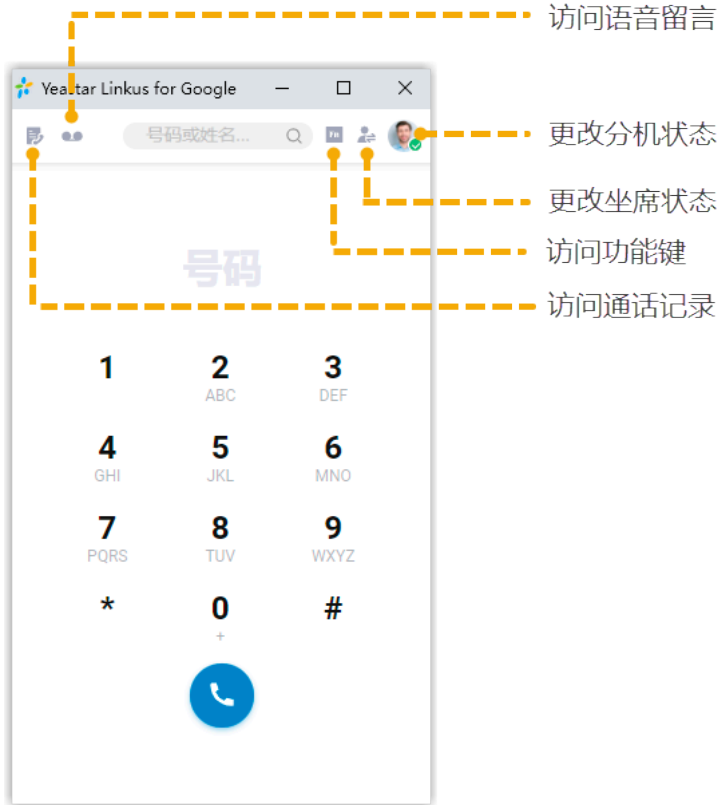 访问语音留言
Yeastar Linkus for Google
号码或姓名...
FN
更改分机状态
更改坐席状态
访问功能键
号码
访问通话记录
1 2 3
ABC DEF
4 5 6
GHI JKL MNO
7 8 9
PQRS TUV WXYZ
* 0 #
+